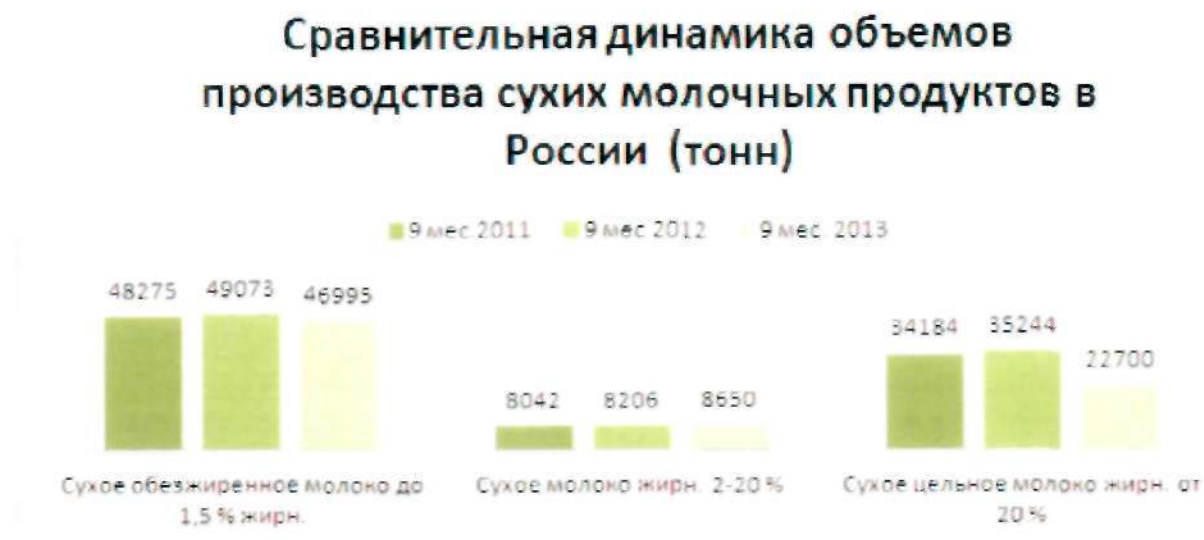 Сравнительная динамика объемов
производства сухих молочных продуктов в
России (тонн)
9 мес 2011 9 мес 2012 9 мес. 2013
48275 49073 46995
34184 35244 22700
8042 8206 8650
Сухое обезжиренное молоко до
1,5 % жирн.
Сухое молоко жирн. 2-20 %
Сухое цельное молоко жирн. от
20 %